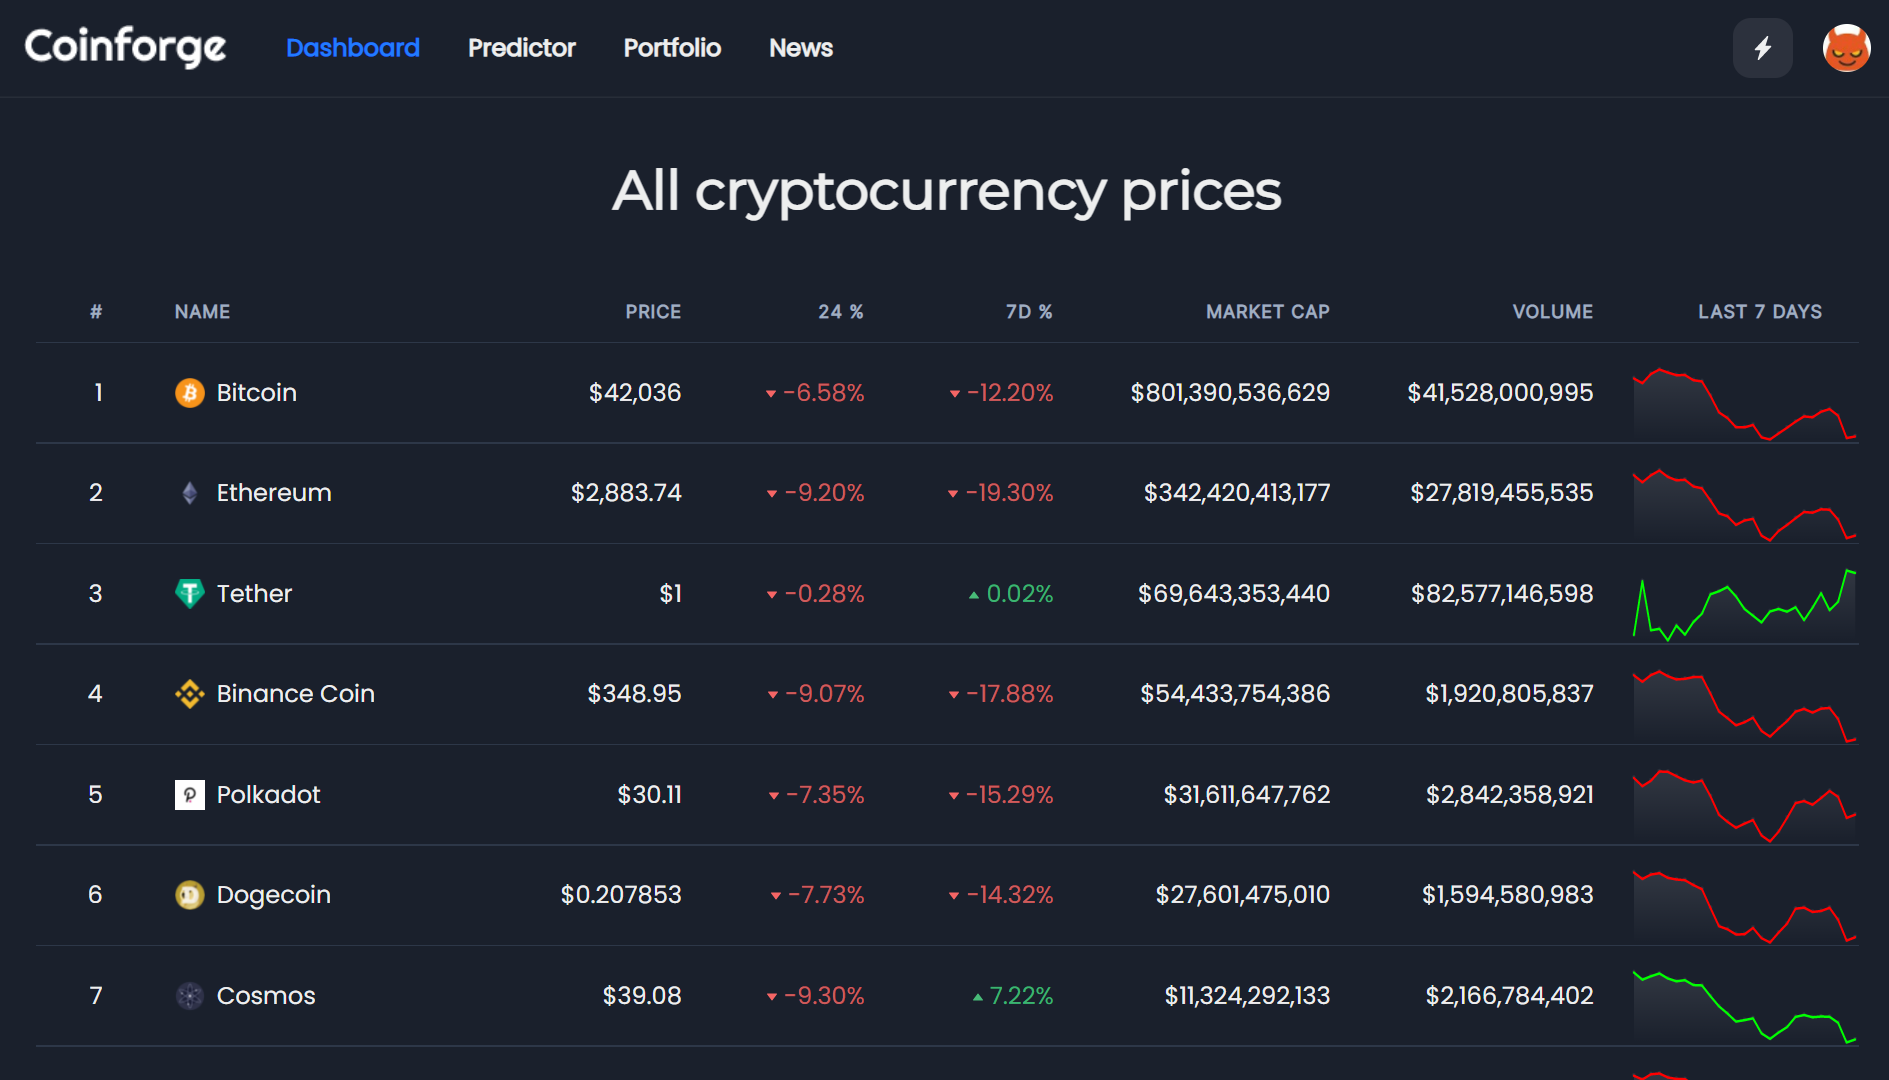 Coinforge Dashboard Predictor Portfolio News
All cryptocurrency prices
# NAME PRICE 24 % 7D % MARKET CAP VOLUME LAST 7 DAYS
1 Bitcoin $42,036 -6.58% -12.20% $801,390,536,629 $41,528,000,995
2 Ethereum $2,883.74 -9.20% -19.30% $342,420,413,177 $27,819,455,535
3 Tether $1 -0.28% 0.02% $69,643,353,440 $82,577,146,598
4 Binance Coin $348.95 -9.07% -17.88% $54,433,754,386 $1,920,805,837
5 Polkadot $30.11 -7.35% -15.29% $31,611,647,762 $2,842,358,921
6 Dogecoin $0.207853 -7.73% -14.32% $27,601,475,010 $1,594,580,983
7 Cosmos $39.08 -9.30% 7.22% $11,324,292,133 $2,166,784,402